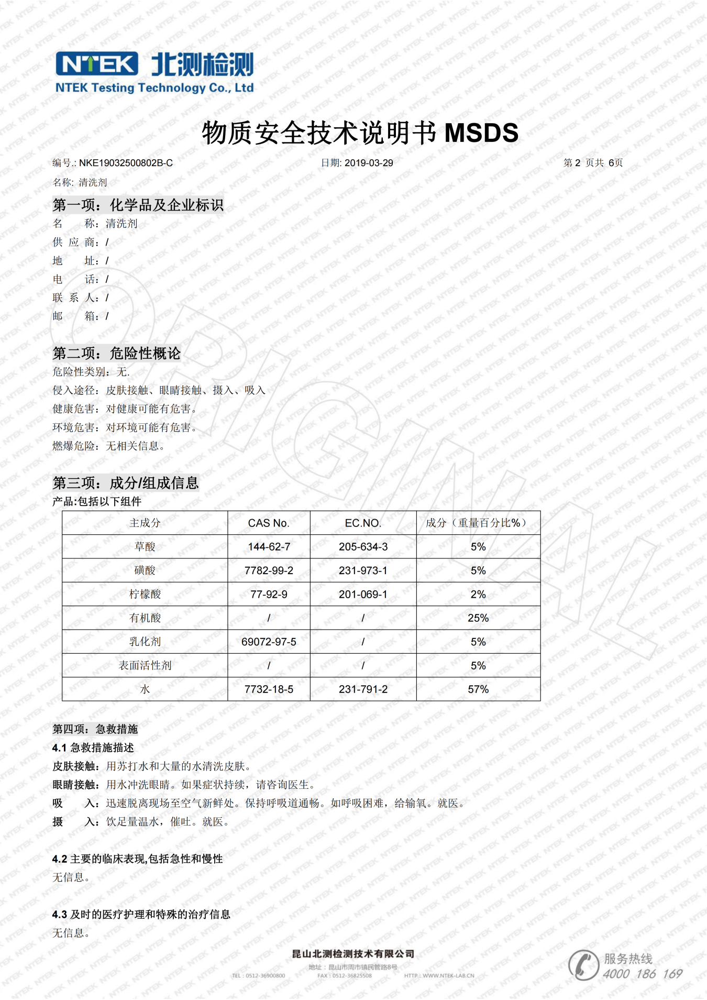 NTEK 北测检测
NTEK Testing Technology Co., Ltd
物质安全技术说明书 MSDS
编号.: NKE19032500802B-C 日期: 2019-03-29 第 2 页共 6页
名称: 清洗剂
第一项：化学品及企业标识
名 称：清洗剂
供 应 商：/
地 址：/
电 话：/
联 系 人：/
邮 箱：/
第二项：危险性概论
危险性类别：无.
侵入途径：皮肤接触、眼睛接触、摄入、吸入
健康危害：对健康可能有危害。
环境危害：对环境可能有危害。
燃爆危险：无相关信息。
第三项：成分/组成信息
产品:包括以下组件
主成分 CAS No. EC.NO. 成分（重量百分比%）
草酸 144-62-7 205-634-3 5%
磺酸 7782-99-2 231-973-1 5%
柠檬酸 77-92-9 201-069-1 2%
有机酸 / / 25%
乳化剂 69072-97-5 / 5%
表面活性剂 / / 5%
水 7732-18-5 231-791-2 57%
第四项：急救措施
4.1 急救措施描述
皮肤接触：用苏打水和大量的水清洗皮肤。
眼睛接触：用水冲洗眼睛。如果症状持续，请咨询医生。
吸 入：迅速脱离现场至空气新鲜处。保持呼吸道通畅。如呼吸困难，给输氧。就医。
摄 入：饮足量温水，催吐。就医。
4.2 主要的临床表现,包括急性和慢性
无信息。
4.3 及时的医疗护理和特殊的治疗信息
无信息。
ORIGINAL
昆山北测检测技术有限公司
地址：昆山市周市镇民管路8号
TEL : 0512-36900800 FAX : 0512-36825508 HTTP : WWW.NTEK-LAB.CN
服务热线
4000 186 169